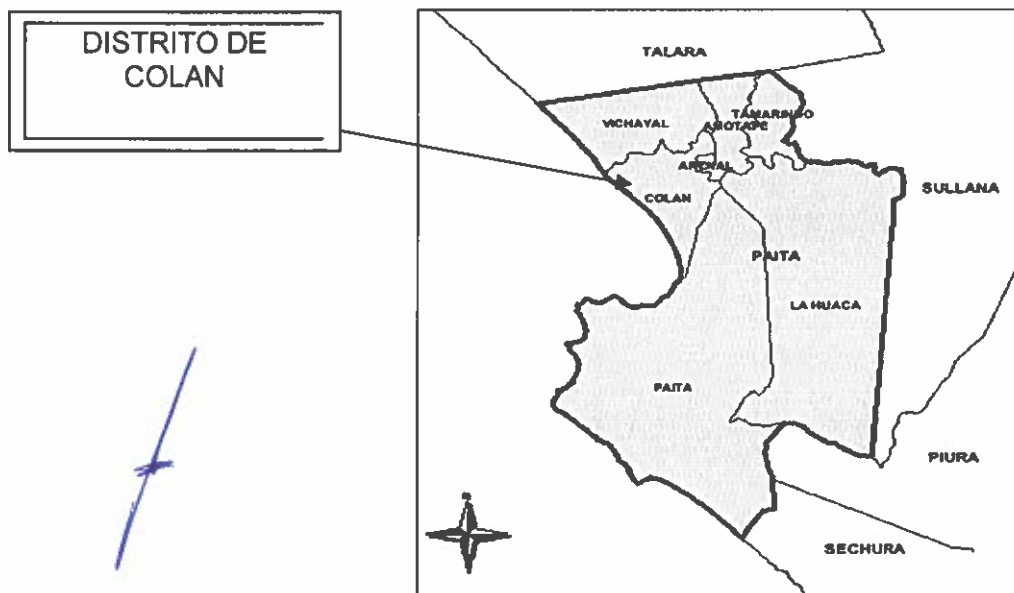 DISTRITO DE
COLAN
TALARA
VICHAYAL
AMOTAPE
TAMARINDO
ARENAL
COLAN
SULLANA
PAITA
LA HUACA
PAITA
PIURA
SECHURA
N